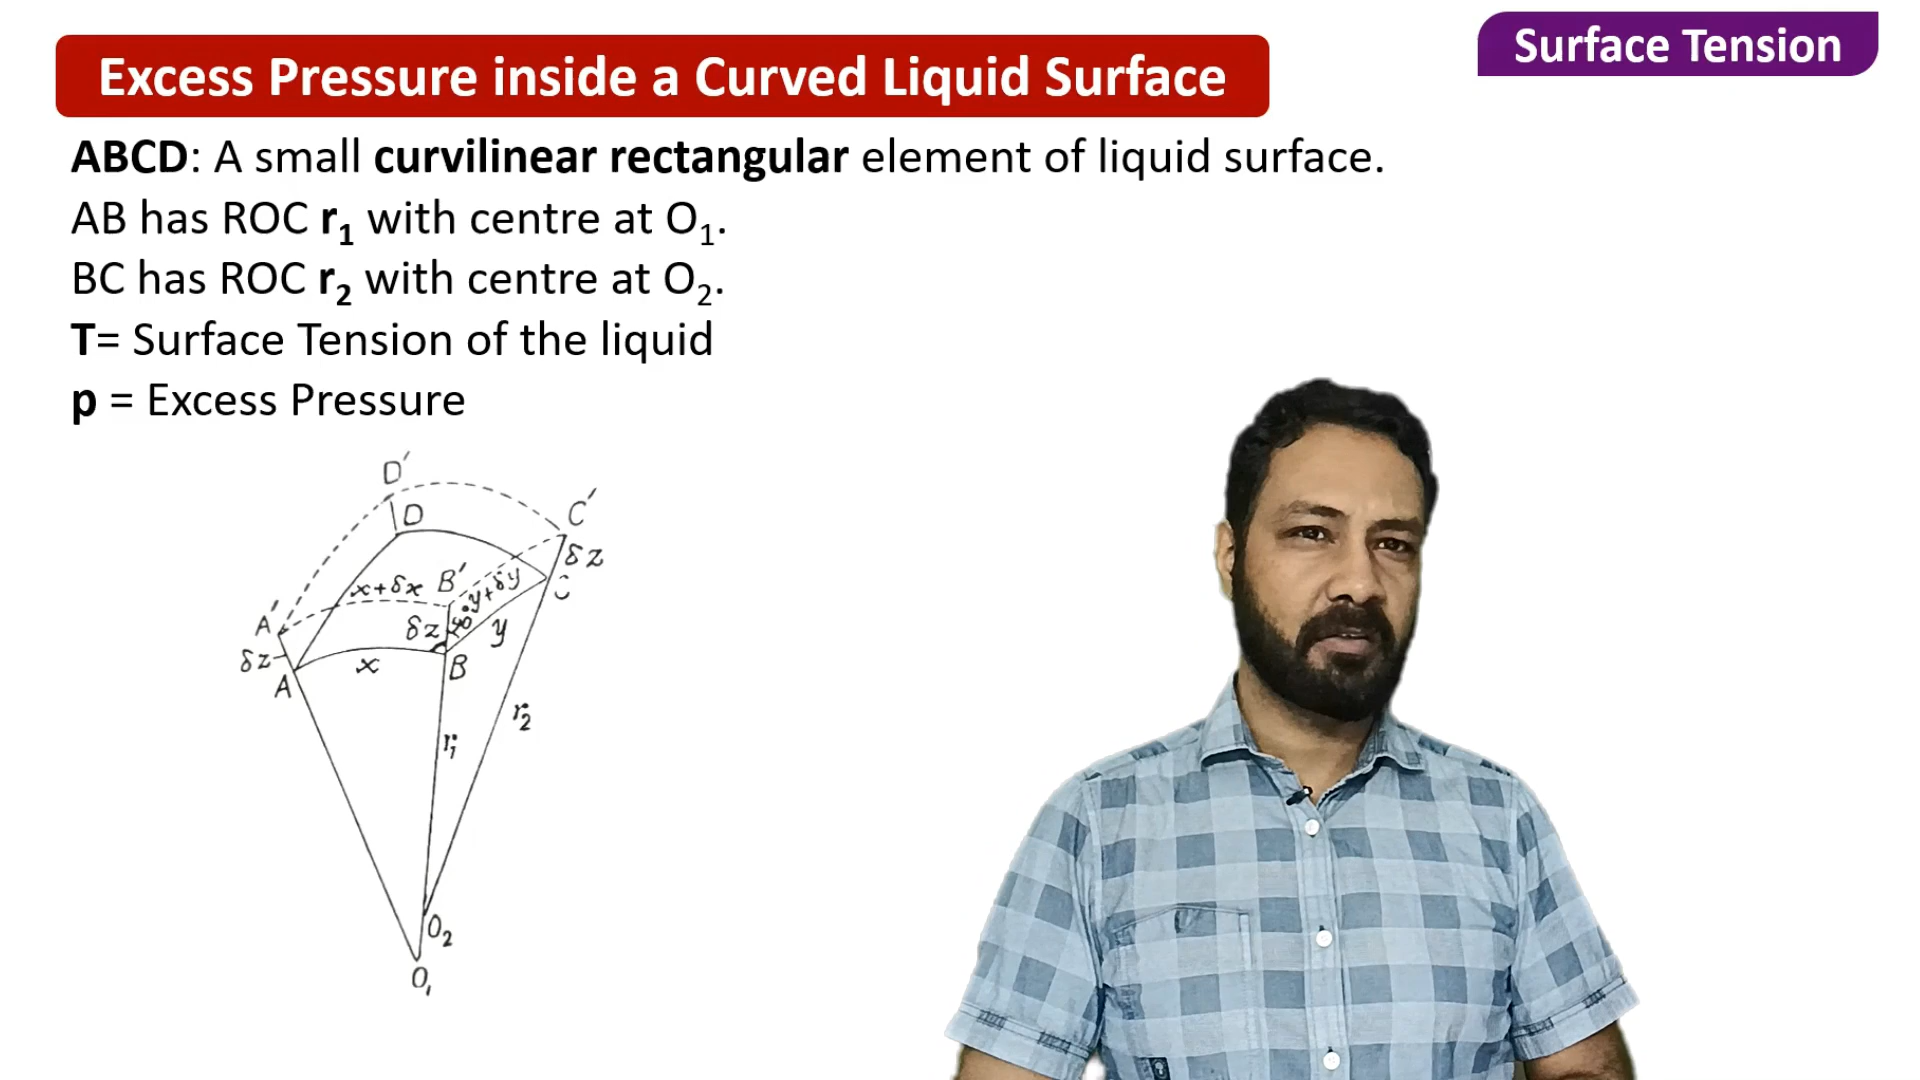 Surface Tension
Excess Pressure inside a Curved Liquid Surface
ABCD: A small curvilinear rectangular element of liquid surface.
AB has ROC r₁ with centre at O₁.
BC has ROC r₂ with centre at O₂.
T= Surface Tension of the liquid
p = Excess Pressure
D′
D
C′
δz
C
x+δx
B′
y+δy
A′
δz
90°
y
δz
x
B
A
r₁
r₂
O₂
O₁